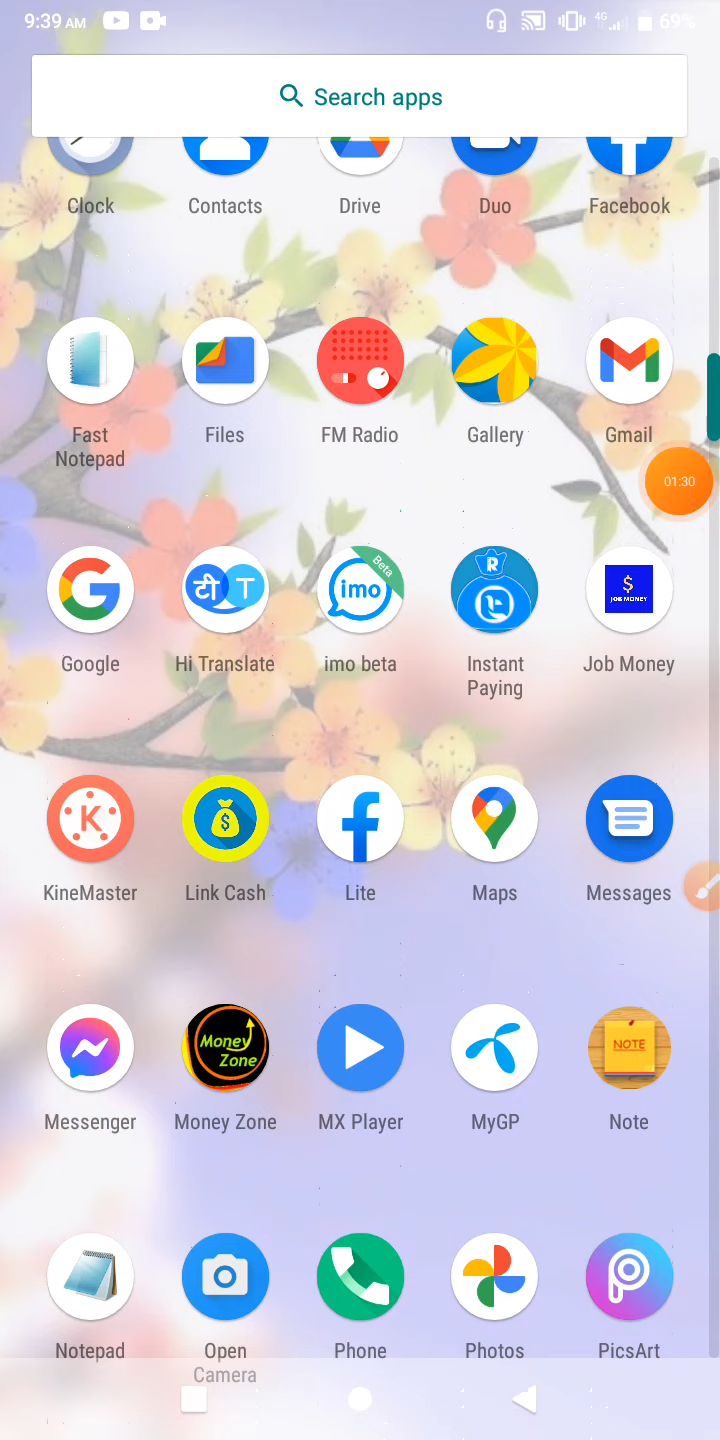 9:39 AM 4G 69%
Search apps
Clock Contacts Drive Duo Facebook
Fast Notepad
Files FM Radio Gallery Gmail
01:30
टी T imo Beta R $ JOB MONEY
Google Hi Translate imo beta Instant Paying
Job Money
K $
KineMaster Link Cash Lite Maps Messages
Money Zone NOTE
Messenger Money Zone MX Player MyGP Note
Notepad Open Camera
Phone Photos PicsArt